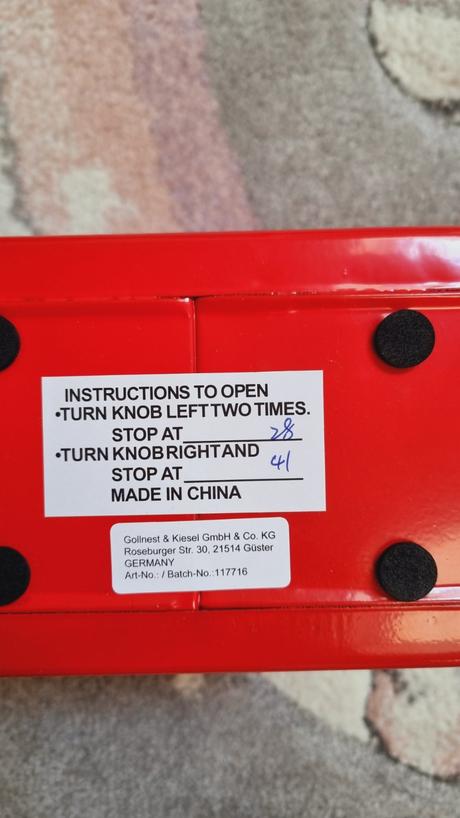 INSTRUCTIONS TO OPEN
•TURN KNOB LEFT TWO TIMES.
STOP AT 28
•TURN KNOB RIGHT AND
STOP AT 41
MADE IN CHINA
Gollnest & Kiesel GmbH & Co. KG
Roseburger Str. 30, 21514 Güster
GERMANY
Art-No.: / Batch-No.:117716